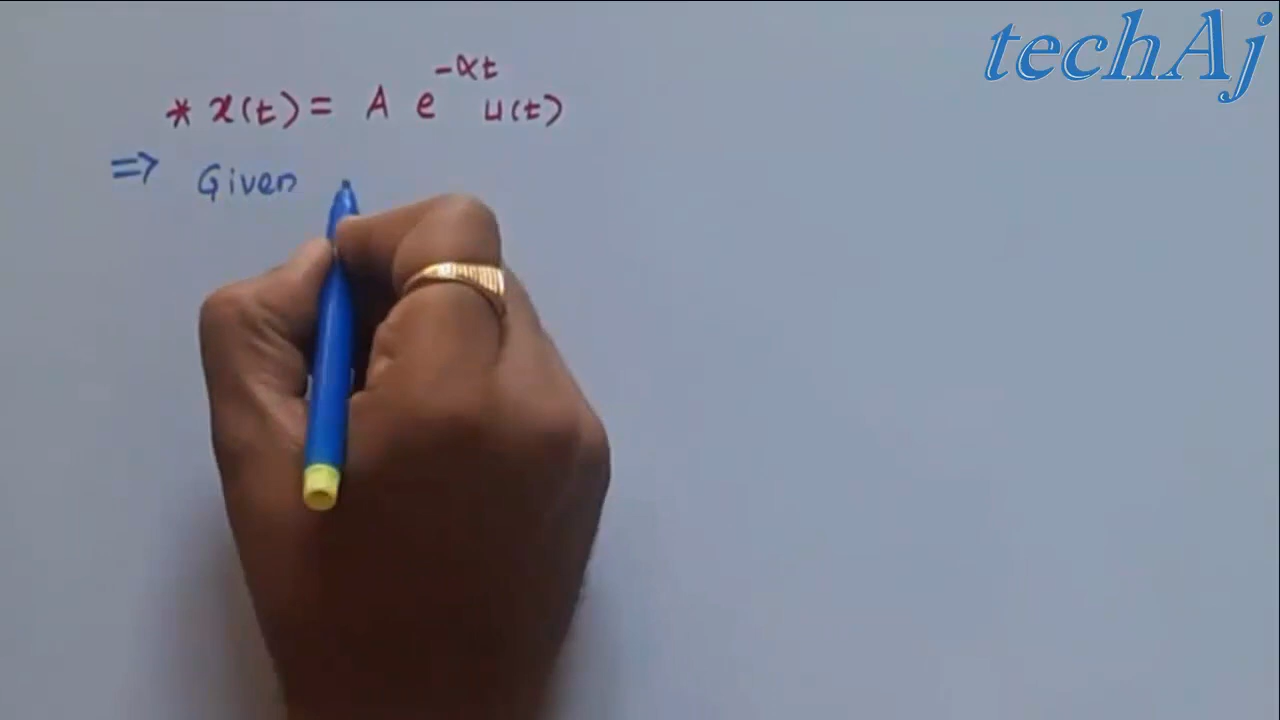 techAj
* x(t) = A e^{-αt} u(t)
⇒ Given